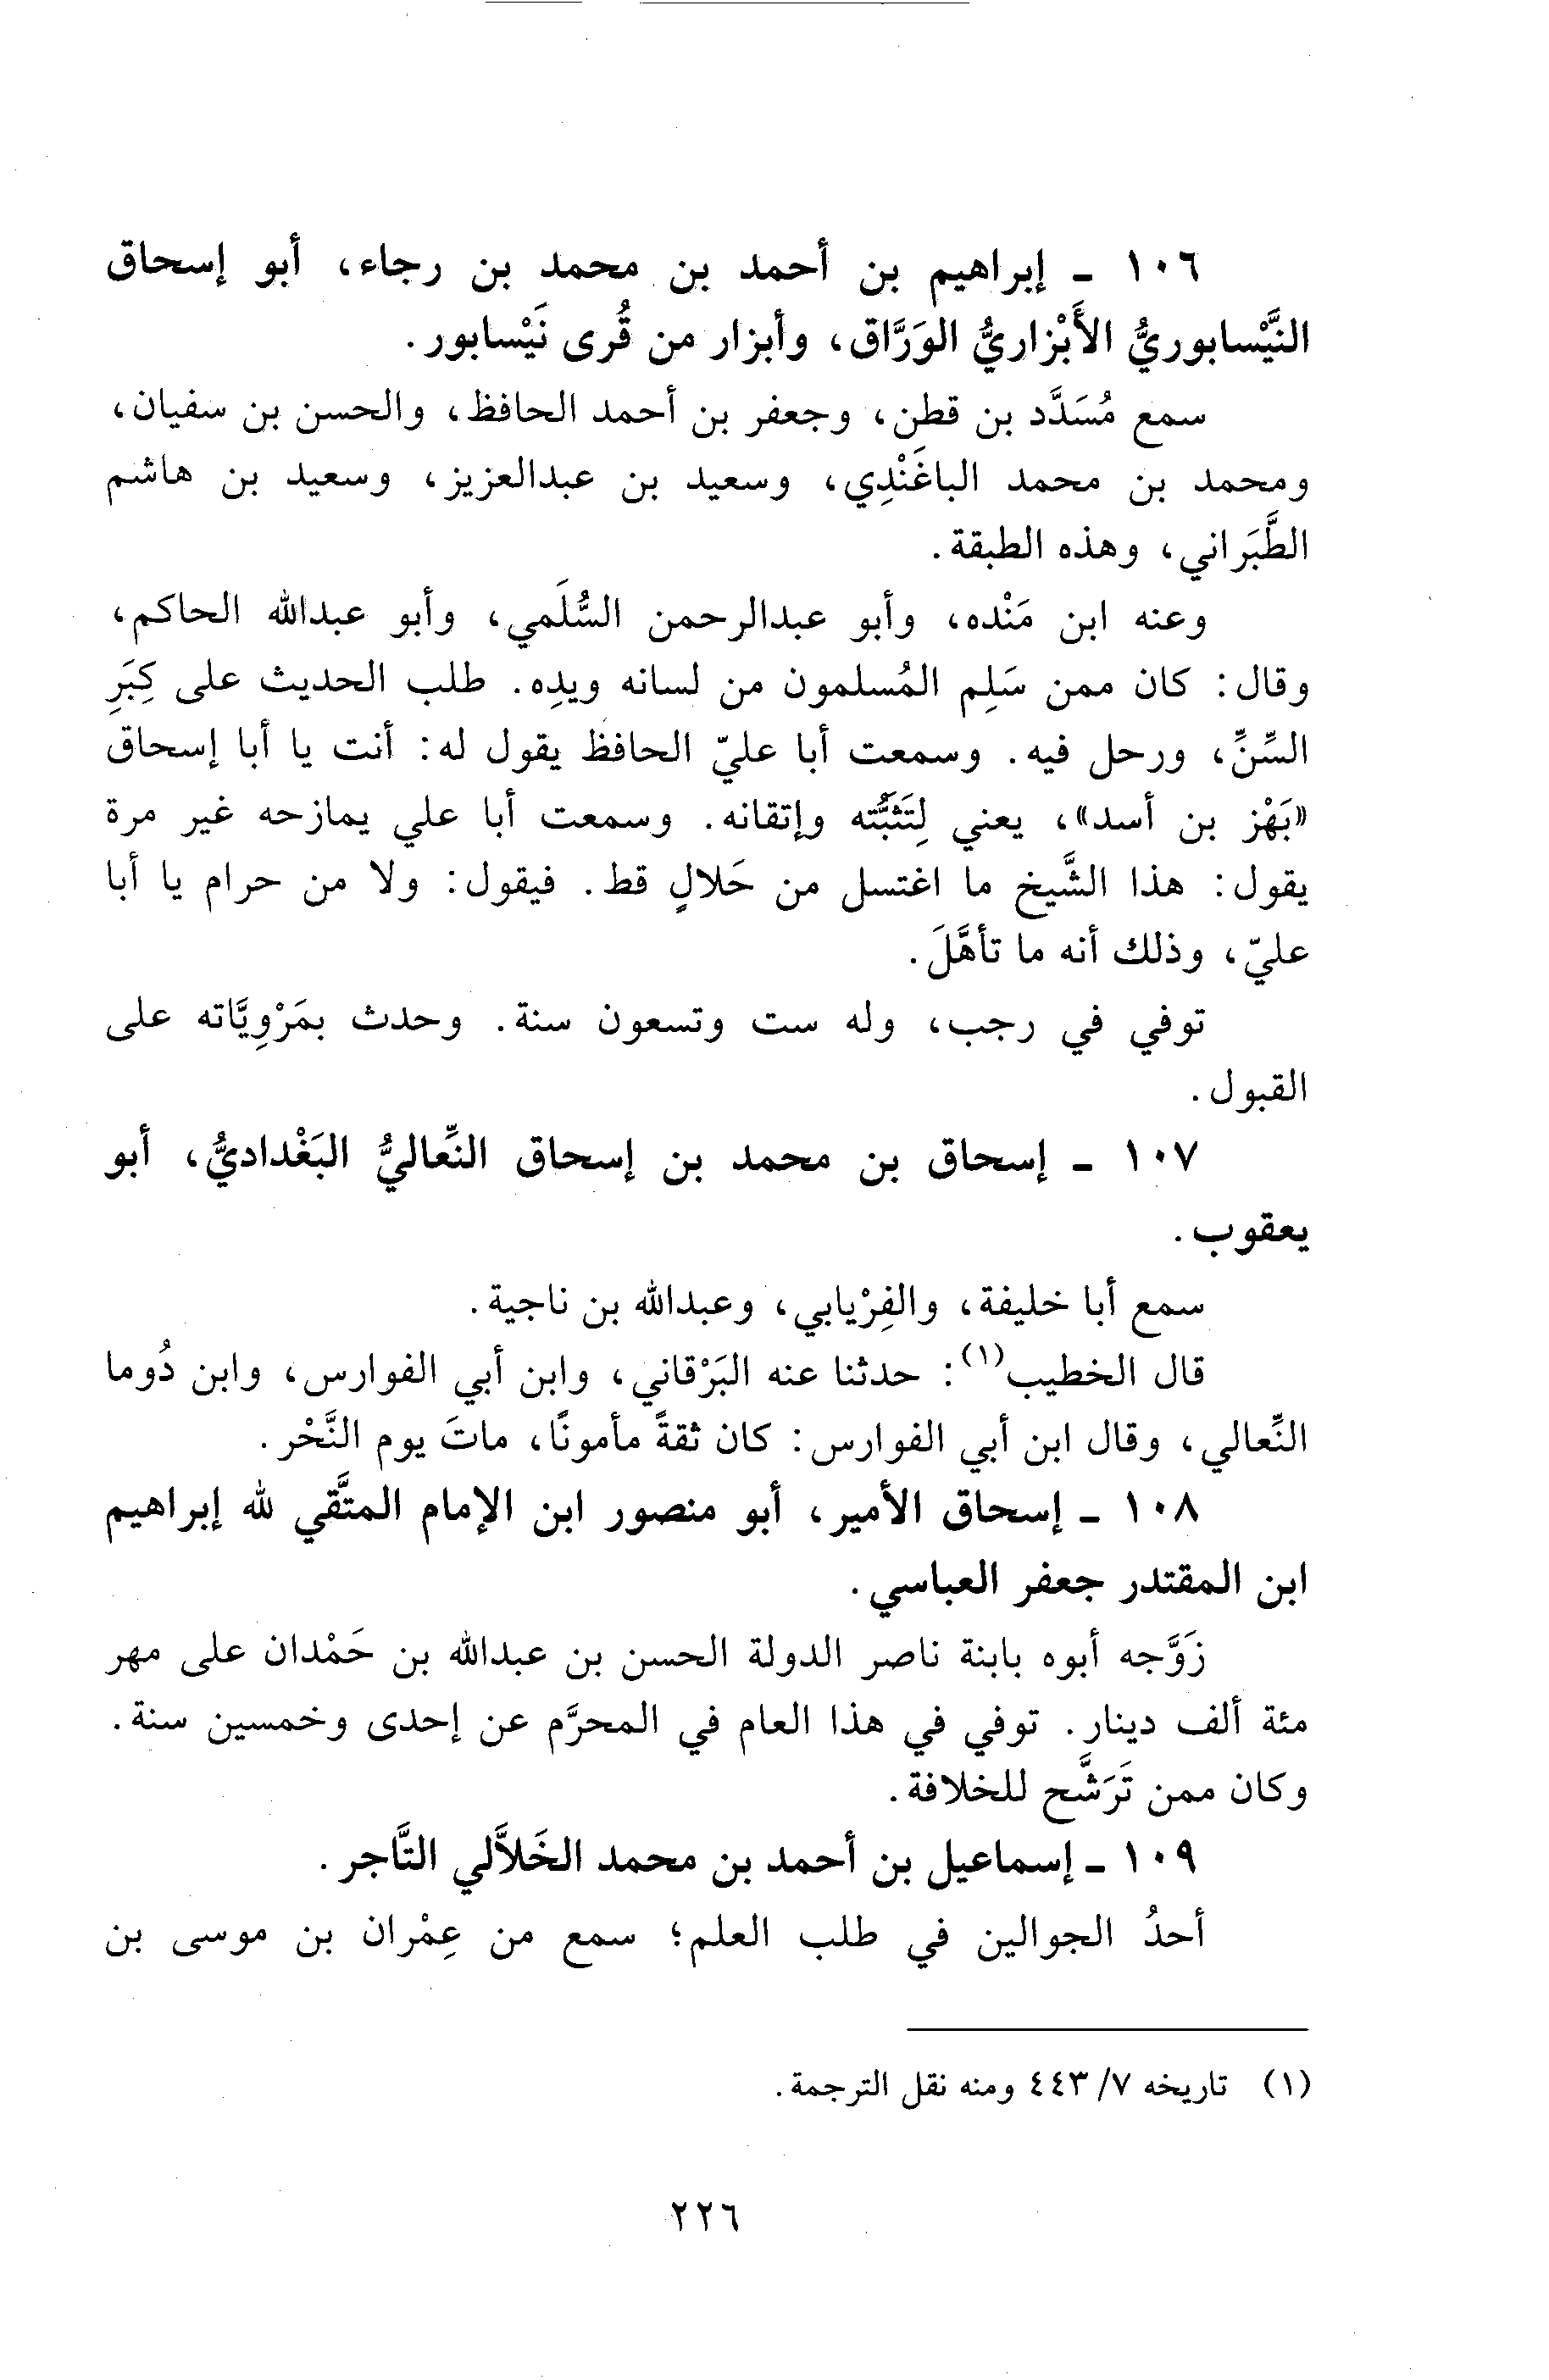 ١٠٦ - إبراهيم بن أحمد بن محمد بن رجاء، أبو إسحاق
النَّيْسابوريُّ الأَبْزاريُّ الوَرَّاق، وأبزار من قُرى نَيْسابور.
سمع مُسَدَّد بن قطن، وجعفر بن أحمد الحافظ، والحسن بن سفيان،
ومحمد بن محمد الباغَنْدِي، وسعيد بن عبدالعزيز، وسعيد بن هاشم
الطَّبَراني، وهذه الطبقة.
وعنه ابن مَنْده، وأبو عبدالرحمن السُّلَمي، وأبو عبدالله الحاكم،
وقال: كان ممن سَلِم المُسلمون من لسانه ويدِه. طلب الحديث على كِبَرِ
السِّنِّ، ورحل فيه. وسمعت أبا عليّ الحافظ يقول له: أنت يا أبا إسحاق
«بَهْز بن أسد»، يعني لِتَثَبُّته وإتقانه. وسمعت أبا علي يمازحه غير مرة
يقول: هذا الشَّيخ ما اغتسل من حَلالٍ قط. فيقول: ولا من حرام يا أبا
عليّ، وذلك أنه ما تأهَّلَ.
توفي في رجب، وله ست وتسعون سنة. وحدث بمَرْوِيَّاته على
القبول.
١٠٧ - إسحاق بن محمد بن إسحاق النِّعاليُّ البَغْداديُّ، أبو
يعقوب.
سمع أبا خليفة، والفِرْيابي، وعبدالله بن ناجية.
قال الخطيب(١): حدثنا عنه البَرْقاني، وابن أبي الفوارس، وابن دُوما
النِّعالي، وقال ابن أبي الفوارس: كان ثقةً مأمونًا، ماتَ يوم النَّحْر.
١٠٨ - إسحاق الأمير، أبو منصور ابن الإمام المتَّقي لله إبراهيم
ابن المقتدر جعفر العباسي.
زَوَّجه أبوه بابنة ناصر الدولة الحسن بن عبدالله بن حَمْدان على مهر
مئة ألف دينار. توفي في هذا العام في المحرَّم عن إحدى وخمسين سنة.
وكان ممن تَرَشَّح للخلافة.
١٠٩ - إسماعيل بن أحمد بن محمد الخَلاَّلي التَّاجر.
أحدُ الجوالين في طلب العلم؛ سمع من عِمْران بن موسى بن
(١) تاريخه ٧/ ٤٤٣ ومنه نقل الترجمة.
٢٢٦